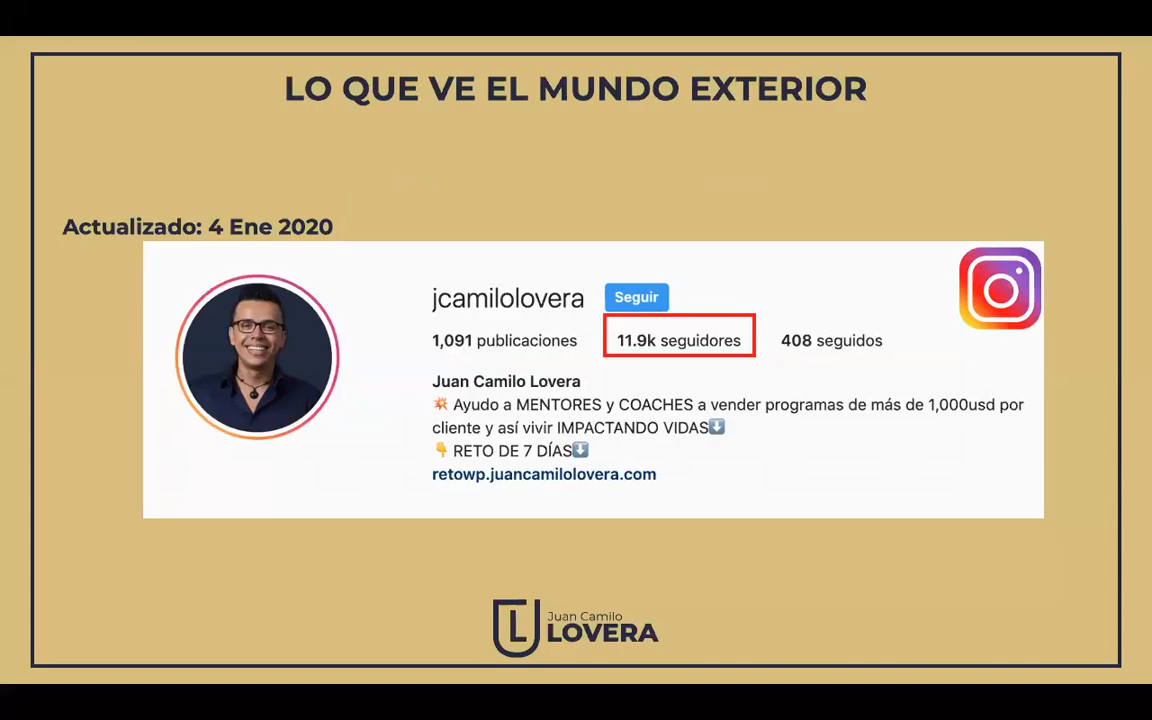 LO QUE VE EL MUNDO EXTERIOR
Actualizado: 4 Ene 2020
jcamilolovera Seguir
1,091 publicaciones 11.9k seguidores 408 seguidos
Juan Camilo Lovera
💥 Ayudo a MENTORES y COACHES a vender programas de más de 1,000usd por
cliente y así vivir IMPACTANDO VIDAS⬇️
👇 RETO DE 7 DÍAS⬇️
retowp.juancamilolovera.com
Juan Camilo
LOVERA